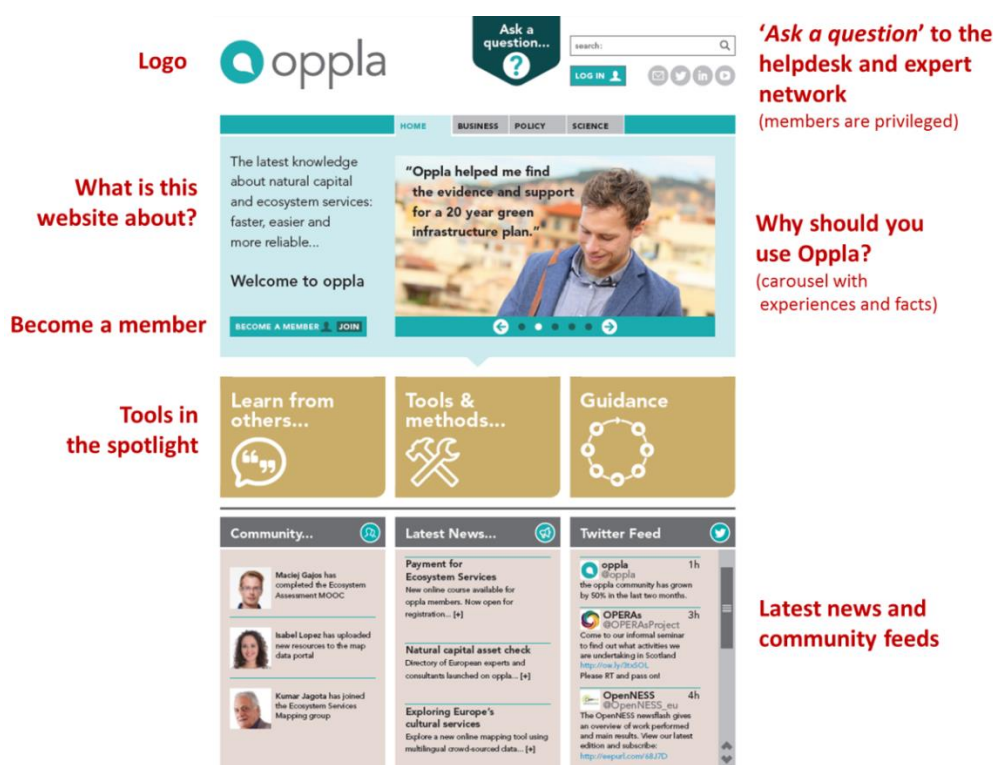 Logo
oppla
Ask a
question...
?
search:
LOG IN
‘Ask a question’ to the
helpdesk and expert
network
(members are privileged)
HOME
BUSINESS
POLICY
SCIENCE
What is this
website about?
The latest knowledge
about natural capital
and ecosystem services:
faster, easier and
more reliable...
Welcome to oppla
“Oppla helped me find
the evidence and support
for a 20 year green
infrastructure plan.”
Why should you
use Oppla?
(carousel with
experiences and facts)
Become a member
BECOME A MEMBER JOIN
Tools in
the spotlight
Learn from
others...
Tools &
methods...
Guidance
Community...
Maciej Gajos has
completed the Ecosystem
Assessment MOOC
Isabel Lopez has uploaded
new resources to the map
data portal
Kumar Jagota has joined
the Ecosystem Services
Mapping group
Latest News...
Payment for
Ecosystem Services
New online course available for
oppla members. Now open for
registration... [+]
Natural capital asset check
Directory of European experts and
consultants launched on oppla... [+]
Exploring Europe's
cultural services
Explore a new online mapping tool using
multilingual crowd-sourced data... [+]
Twitter Feed
oppla 1h
@oppla
the oppla community has grown
by 50% in the last two months.
OPERAs 3h
@OPERAsProject
Come to our informal seminar
to find out what activities we
are undertaking in Scotland
http://ow.ly/3tx5OL
Please RT and pass on!
OpenNESS 4h
@OpenNESS_eu
The OpenNESS newsflash gives
an overview of work performed
and main results. View our latest
edition and subscribe:
http://eepurl.com/68J7D
Latest news and
community feeds